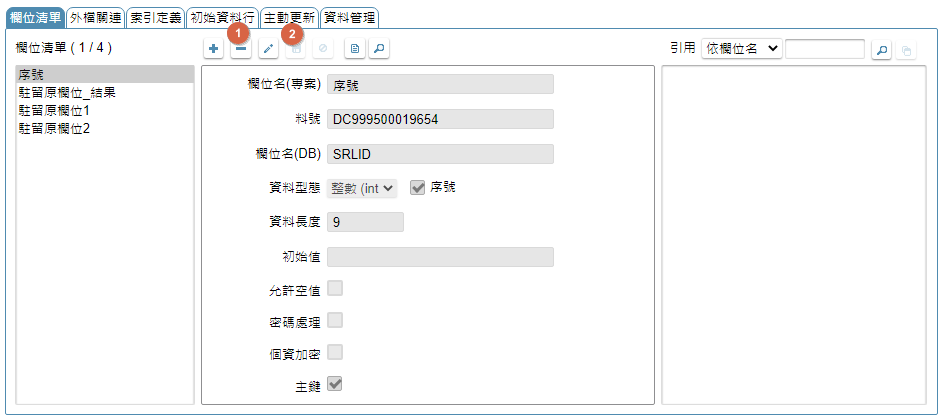 欄位清單 外檔關連 索引定義 初始資料行 主動更新 資料管理
欄位清單 ( 1 / 4 ) 1 2 引用 依欄位名
序號
駐留原欄位_結果
駐留原欄位1
駐留原欄位2
欄位名(專案) 序號
料號 DC999500019654
欄位名(DB) SRLID
資料型態 整數 (int 序號
資料長度 9
初始值
允許空值
密碼處理
個資加密
主鍵